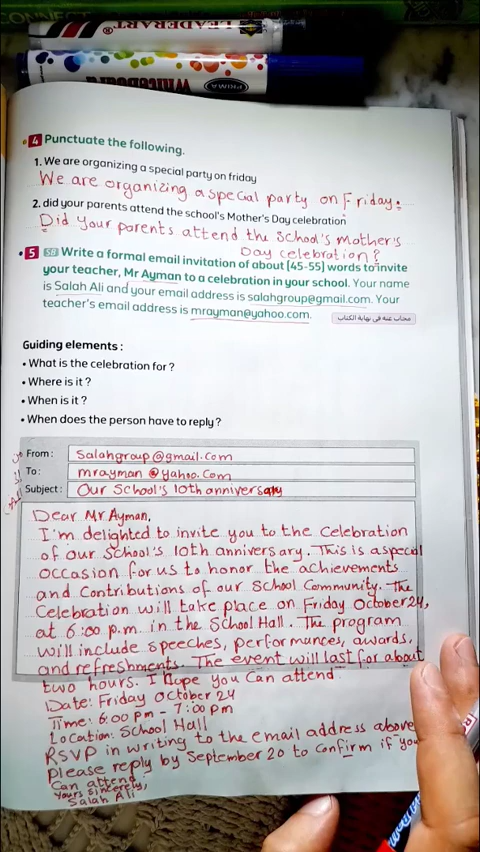 CONNECT
LEADERART
Whiteboard PRIMA
4 Punctuate the following.
1. We are organizing a special party on friday
We are organizing a special party on Friday.
2. did your parents attend the school's Mother's Day celebration
Did your parents attend the School's Mother's
Day celebration?
5 Write a formal email invitation of about [45-55] words to invite
your teacher, Mr Ayman to a celebration in your school. Your name
is Salah Ali and your email address is salahgroup@gmail.com. Your
teacher's email address is mrayman@yahoo.com.
مجاب عنه في نهاية الكتاب
Guiding elements :
• What is the celebration for ?
• Where is it ?
• When is it ?
• When does the person have to reply ?
من From : Salahgroup@gmail.com
To : mrayman@yahoo.com
Subject : Our School's 10th anniversary
Dear Mr Ayman,
I'm delighted to invite you to the Celebration
of our School's 10th anniversary. This is a special
occasion for us to honor the achievements
and Contributions of our School Community. The
Celebration will take place on Friday October 24,
at 6:00 p.m. in the School Hall. The program
will include speeches, performances, awards,
and refreshments. The event will last for about
two hours. I hope you Can attend
Date: Friday October 24
Time: 6:00 pm - 7:00 pm
Location: School Hall
RSVP in writing to the email address above
Please reply by September 20 to Confirm if you
Can attend
Yours sincerely,
Salah Ali